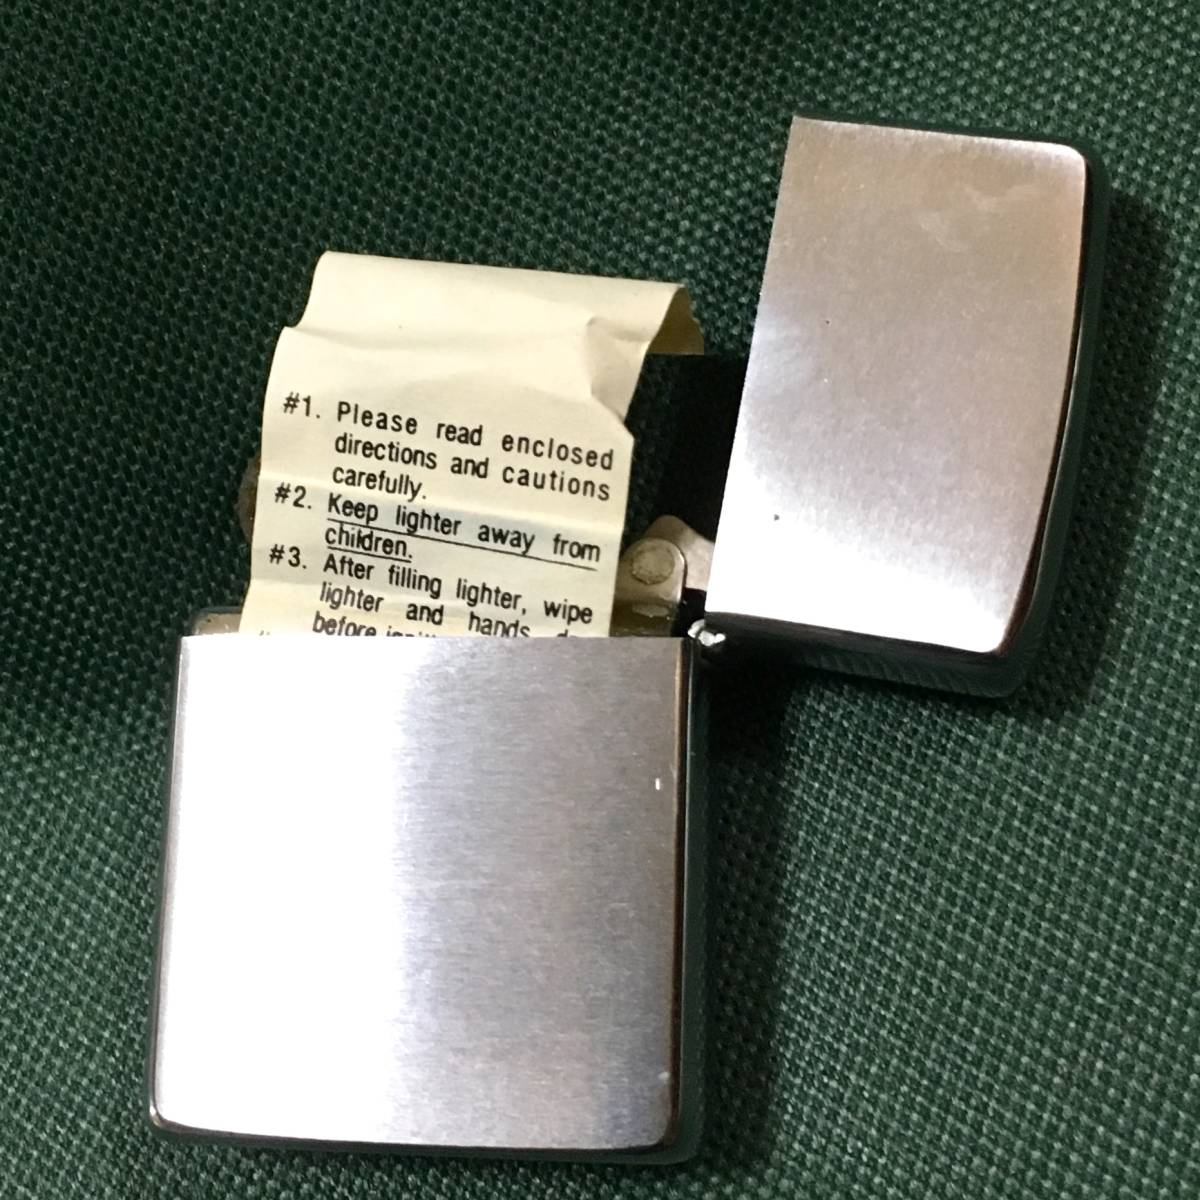 #1. Please read enclosed
directions and cautions
carefully.
#2. Keep lighter away from
children.
#3. After filling lighter, wipe
lighter and hands
before